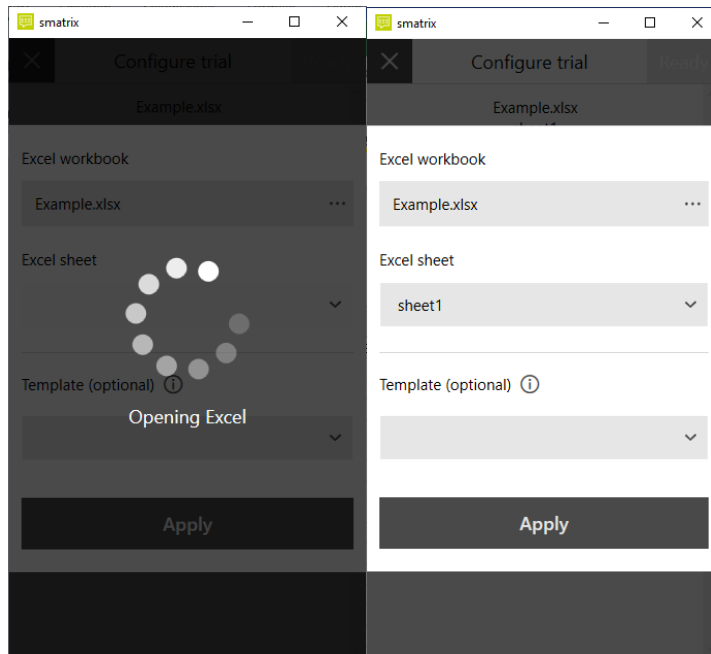 smatrix
Configure trial
Example.xlsx
Excel workbook
Example.xlsx
Excel sheet
Template (optional)
Opening Excel
Apply
smatrix
Configure trial
Ready
Example.xlsx
Excel workbook
Example.xlsx
Excel sheet
sheet1
Template (optional)
Apply